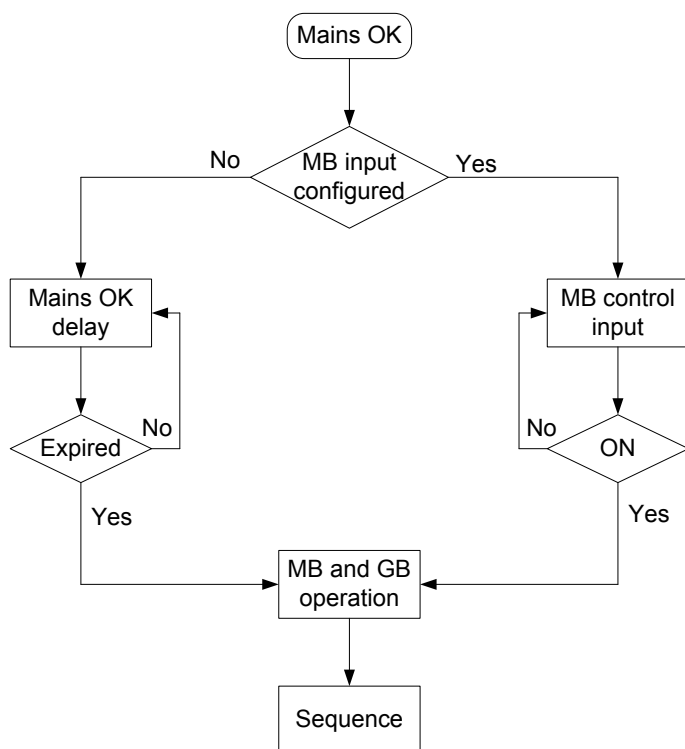 Mains OK
No
MB input
configured
Yes
Mains OK
delay
MB control
input
Expired
No
No
ON
Yes
Yes
MB and GB
operation
Sequence